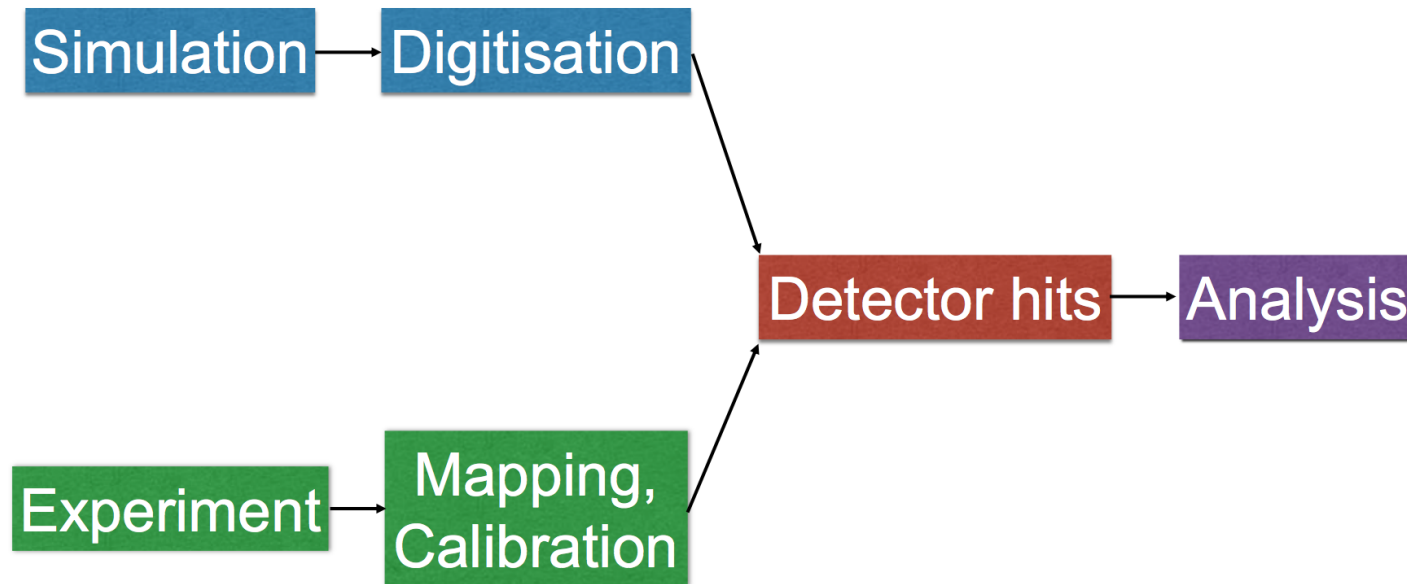 Simulation
Digitisation
Detector hits
Analysis
Experiment
Mapping,
Calibration